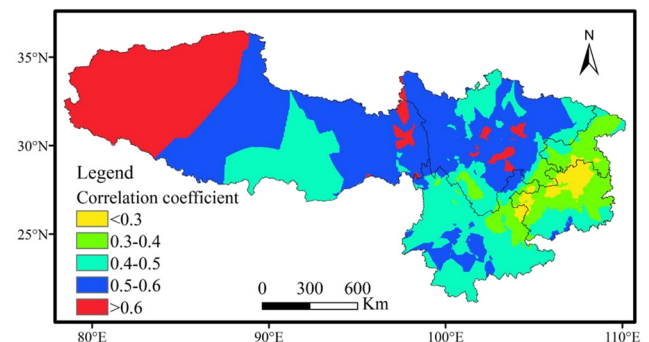 N
35°N
30°N
25°N
Legend
Correlation coefficient
<0.3
0.3-0.4
0.4-0.5
0.5-0.6
>0.6
0 300 600
Km
80°E 90°E 100°E 110°E